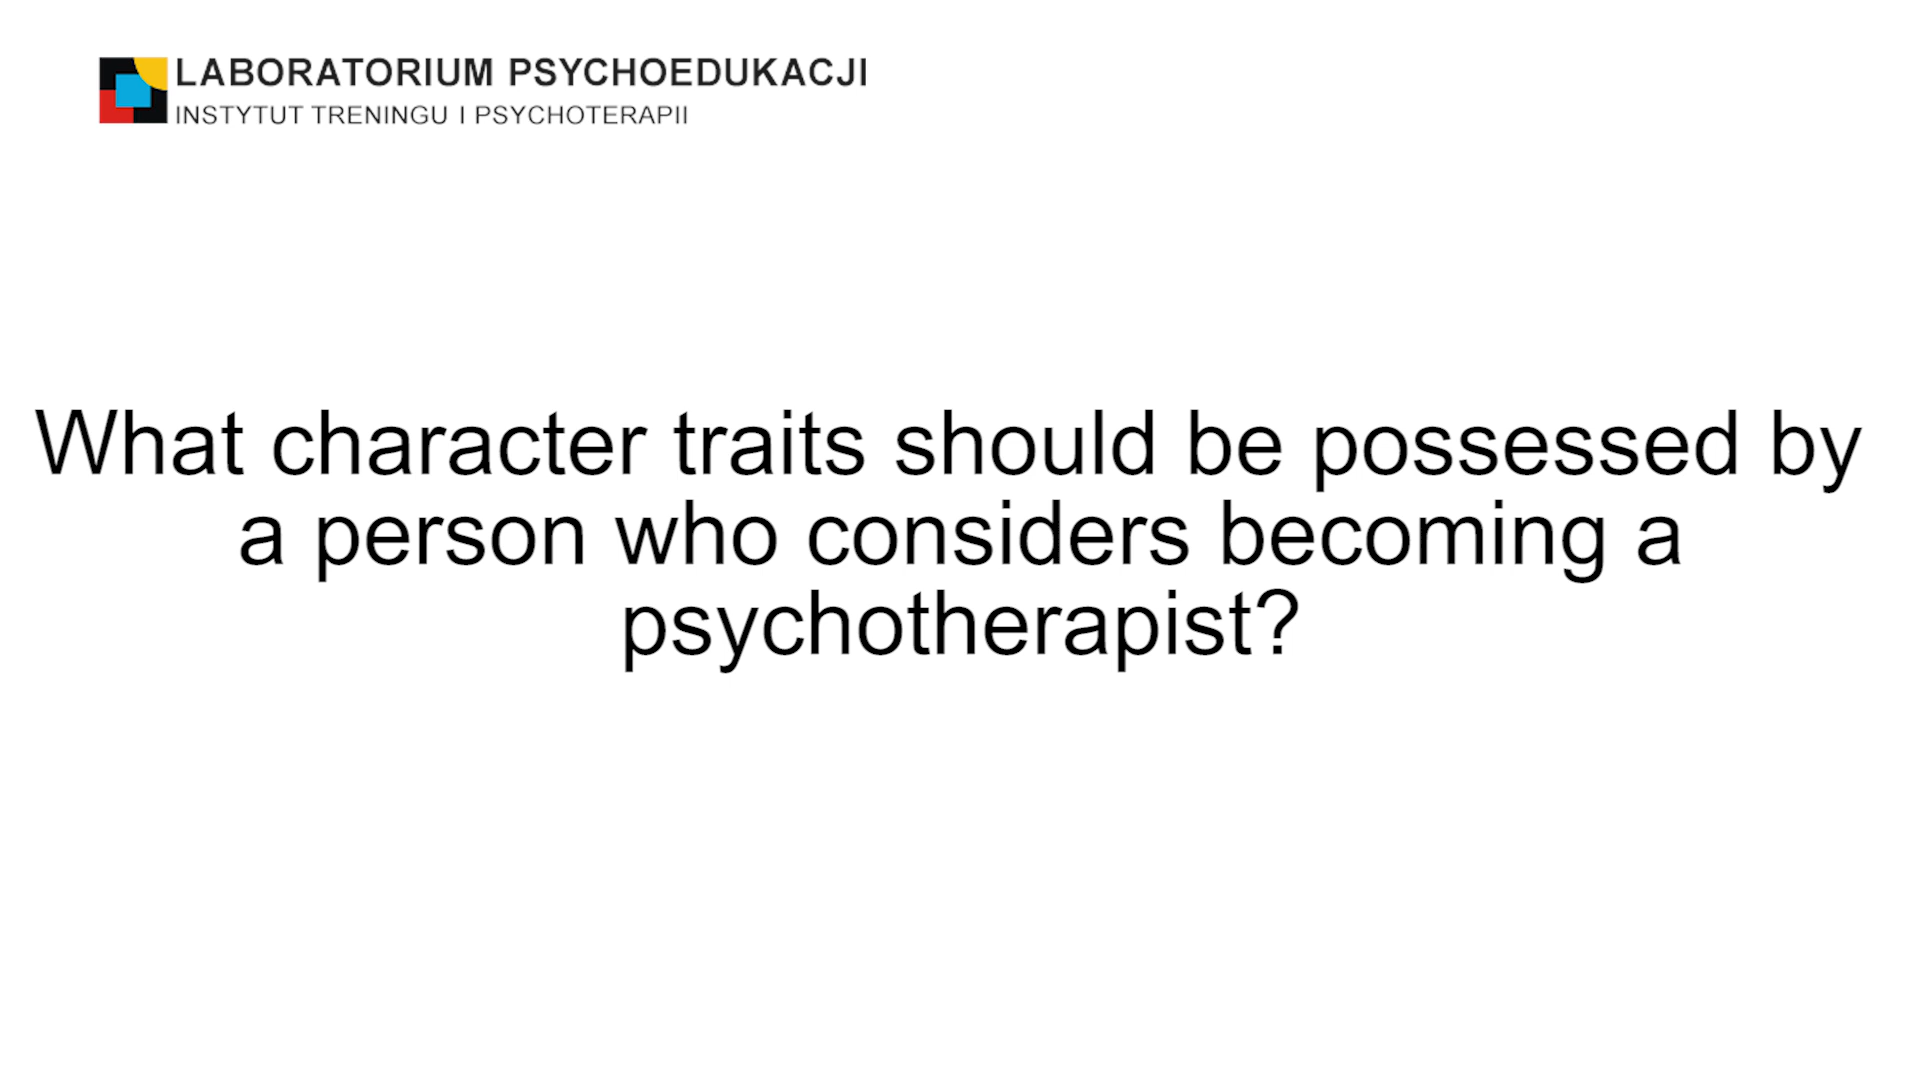 LABORATORIUM PSYCHOEDUKACJI
INSTYTUT TRENINGU I PSYCHOTERAPII
What character traits should be possessed by
a person who considers becoming a
psychotherapist?